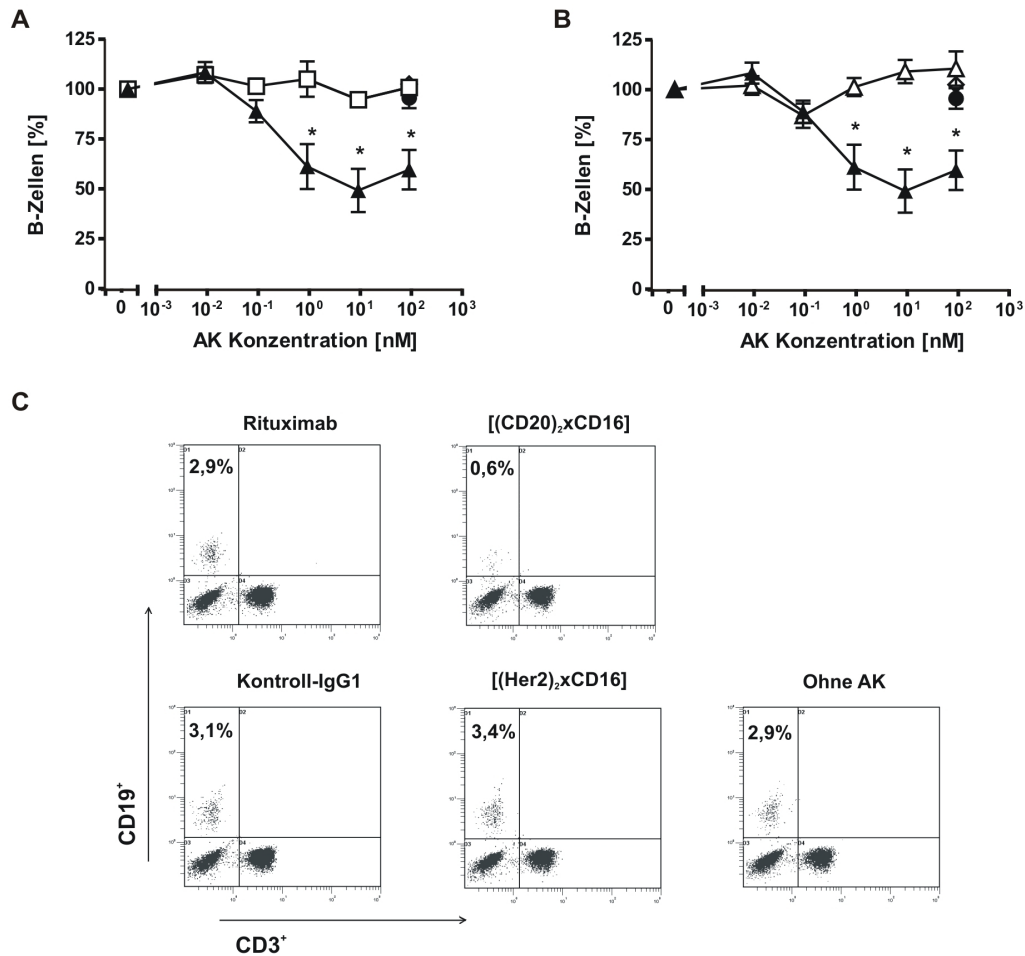 A
125
100
75
50
25
0
B-Zellen [%]
* * *
0 10⁻³ 10⁻² 10⁻¹ 10⁰ 10¹ 10² 10³
AK Konzentration [nM]
B
125
100
75
50
25
0
B-Zellen [%]
* * *
0 10⁻³ 10⁻² 10⁻¹ 10⁰ 10¹ 10² 10³
AK Konzentration [nM]
C
Rituximab
2,9%
[(CD20)₂xCD16]
0,6%
Kontroll-IgG1
3,1%
[(Her2)₂xCD16]
3,4%
Ohne AK
2,9%
CD19⁺
CD3⁺